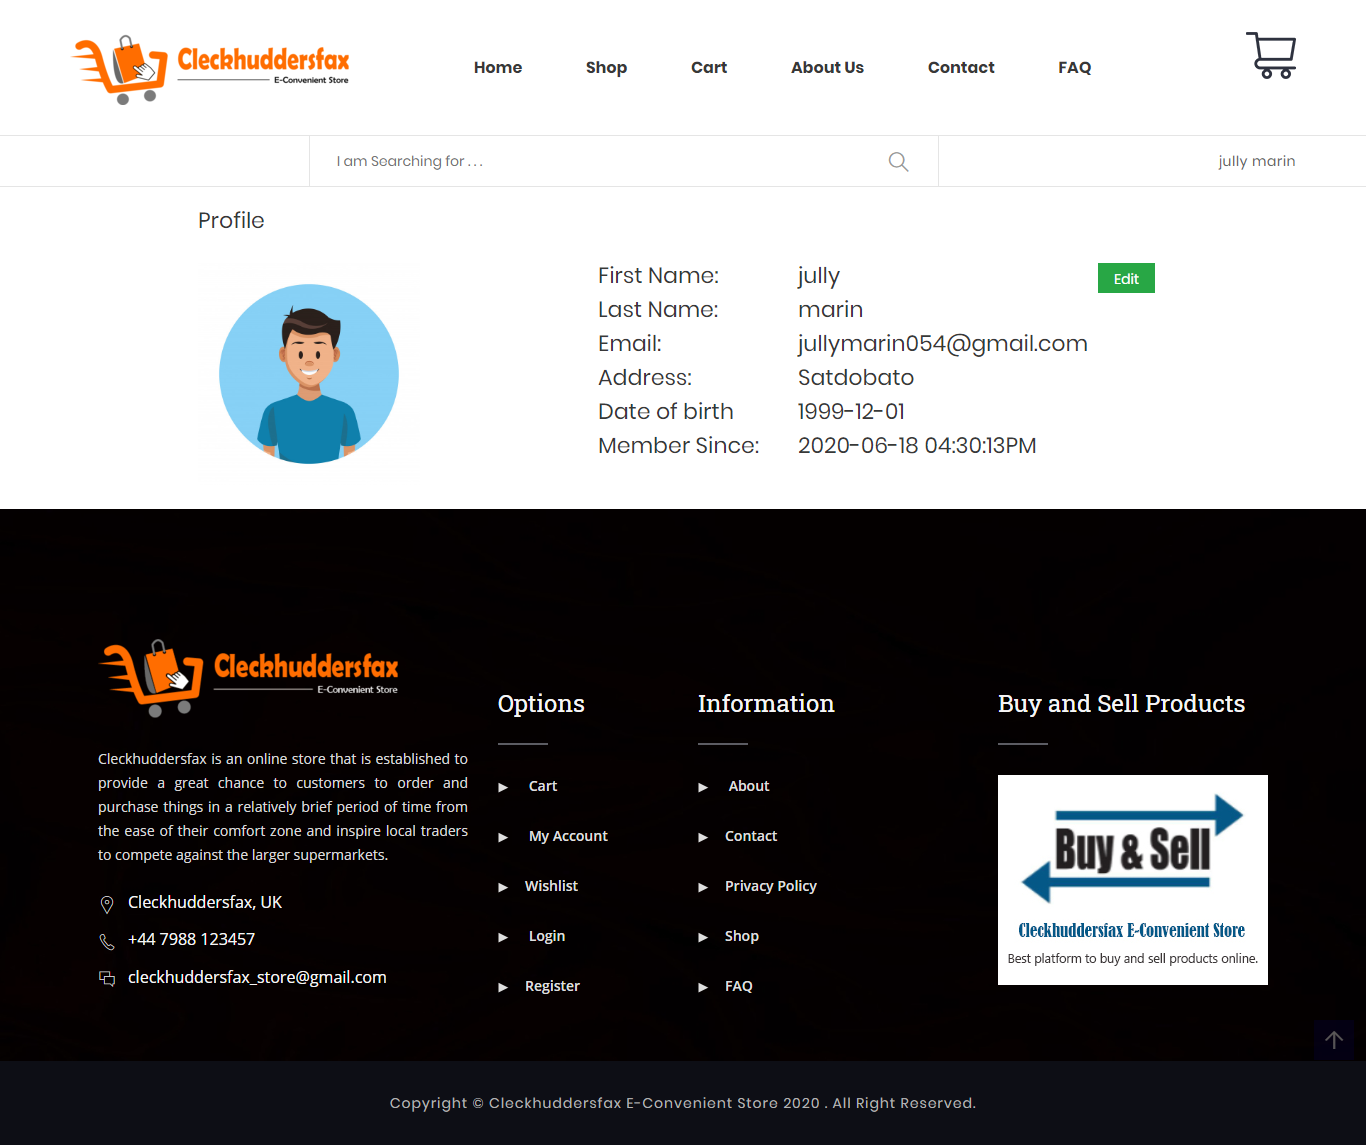 Cleckhuddersfax
E-Convenient Store
Home Shop Cart About Us Contact FAQ
I am Searching for . . .
jully marin
Profile
First Name: jully
Edit
Last Name: marin
Email: jullymarin054@gmail.com
Address: Satdobato
Date of birth 1999-12-01
Member Since: 2020-06-18 04:30:13PM
Cleckhuddersfax
E-Convenient Store
Cleckhuddersfax is an online store that is established to
provide a great chance to customers to order and
purchase things in a relatively brief period of time from
the ease of their comfort zone and inspire local traders
to compete against the larger supermarkets.
Cleckhuddersfax, UK
+44 7988 123457
cleckhuddersfax_store@gmail.com
Options
Cart
My Account
Wishlist
Login
Register
Information
About
Contact
Privacy Policy
Shop
FAQ
Buy and Sell Products
Buy & Sell
Cleckhuddersfax E-Convenient Store
Best platform to buy and sell products online.
Copyright © Cleckhuddersfax E-Convenient Store 2020 . All Right Reserved.